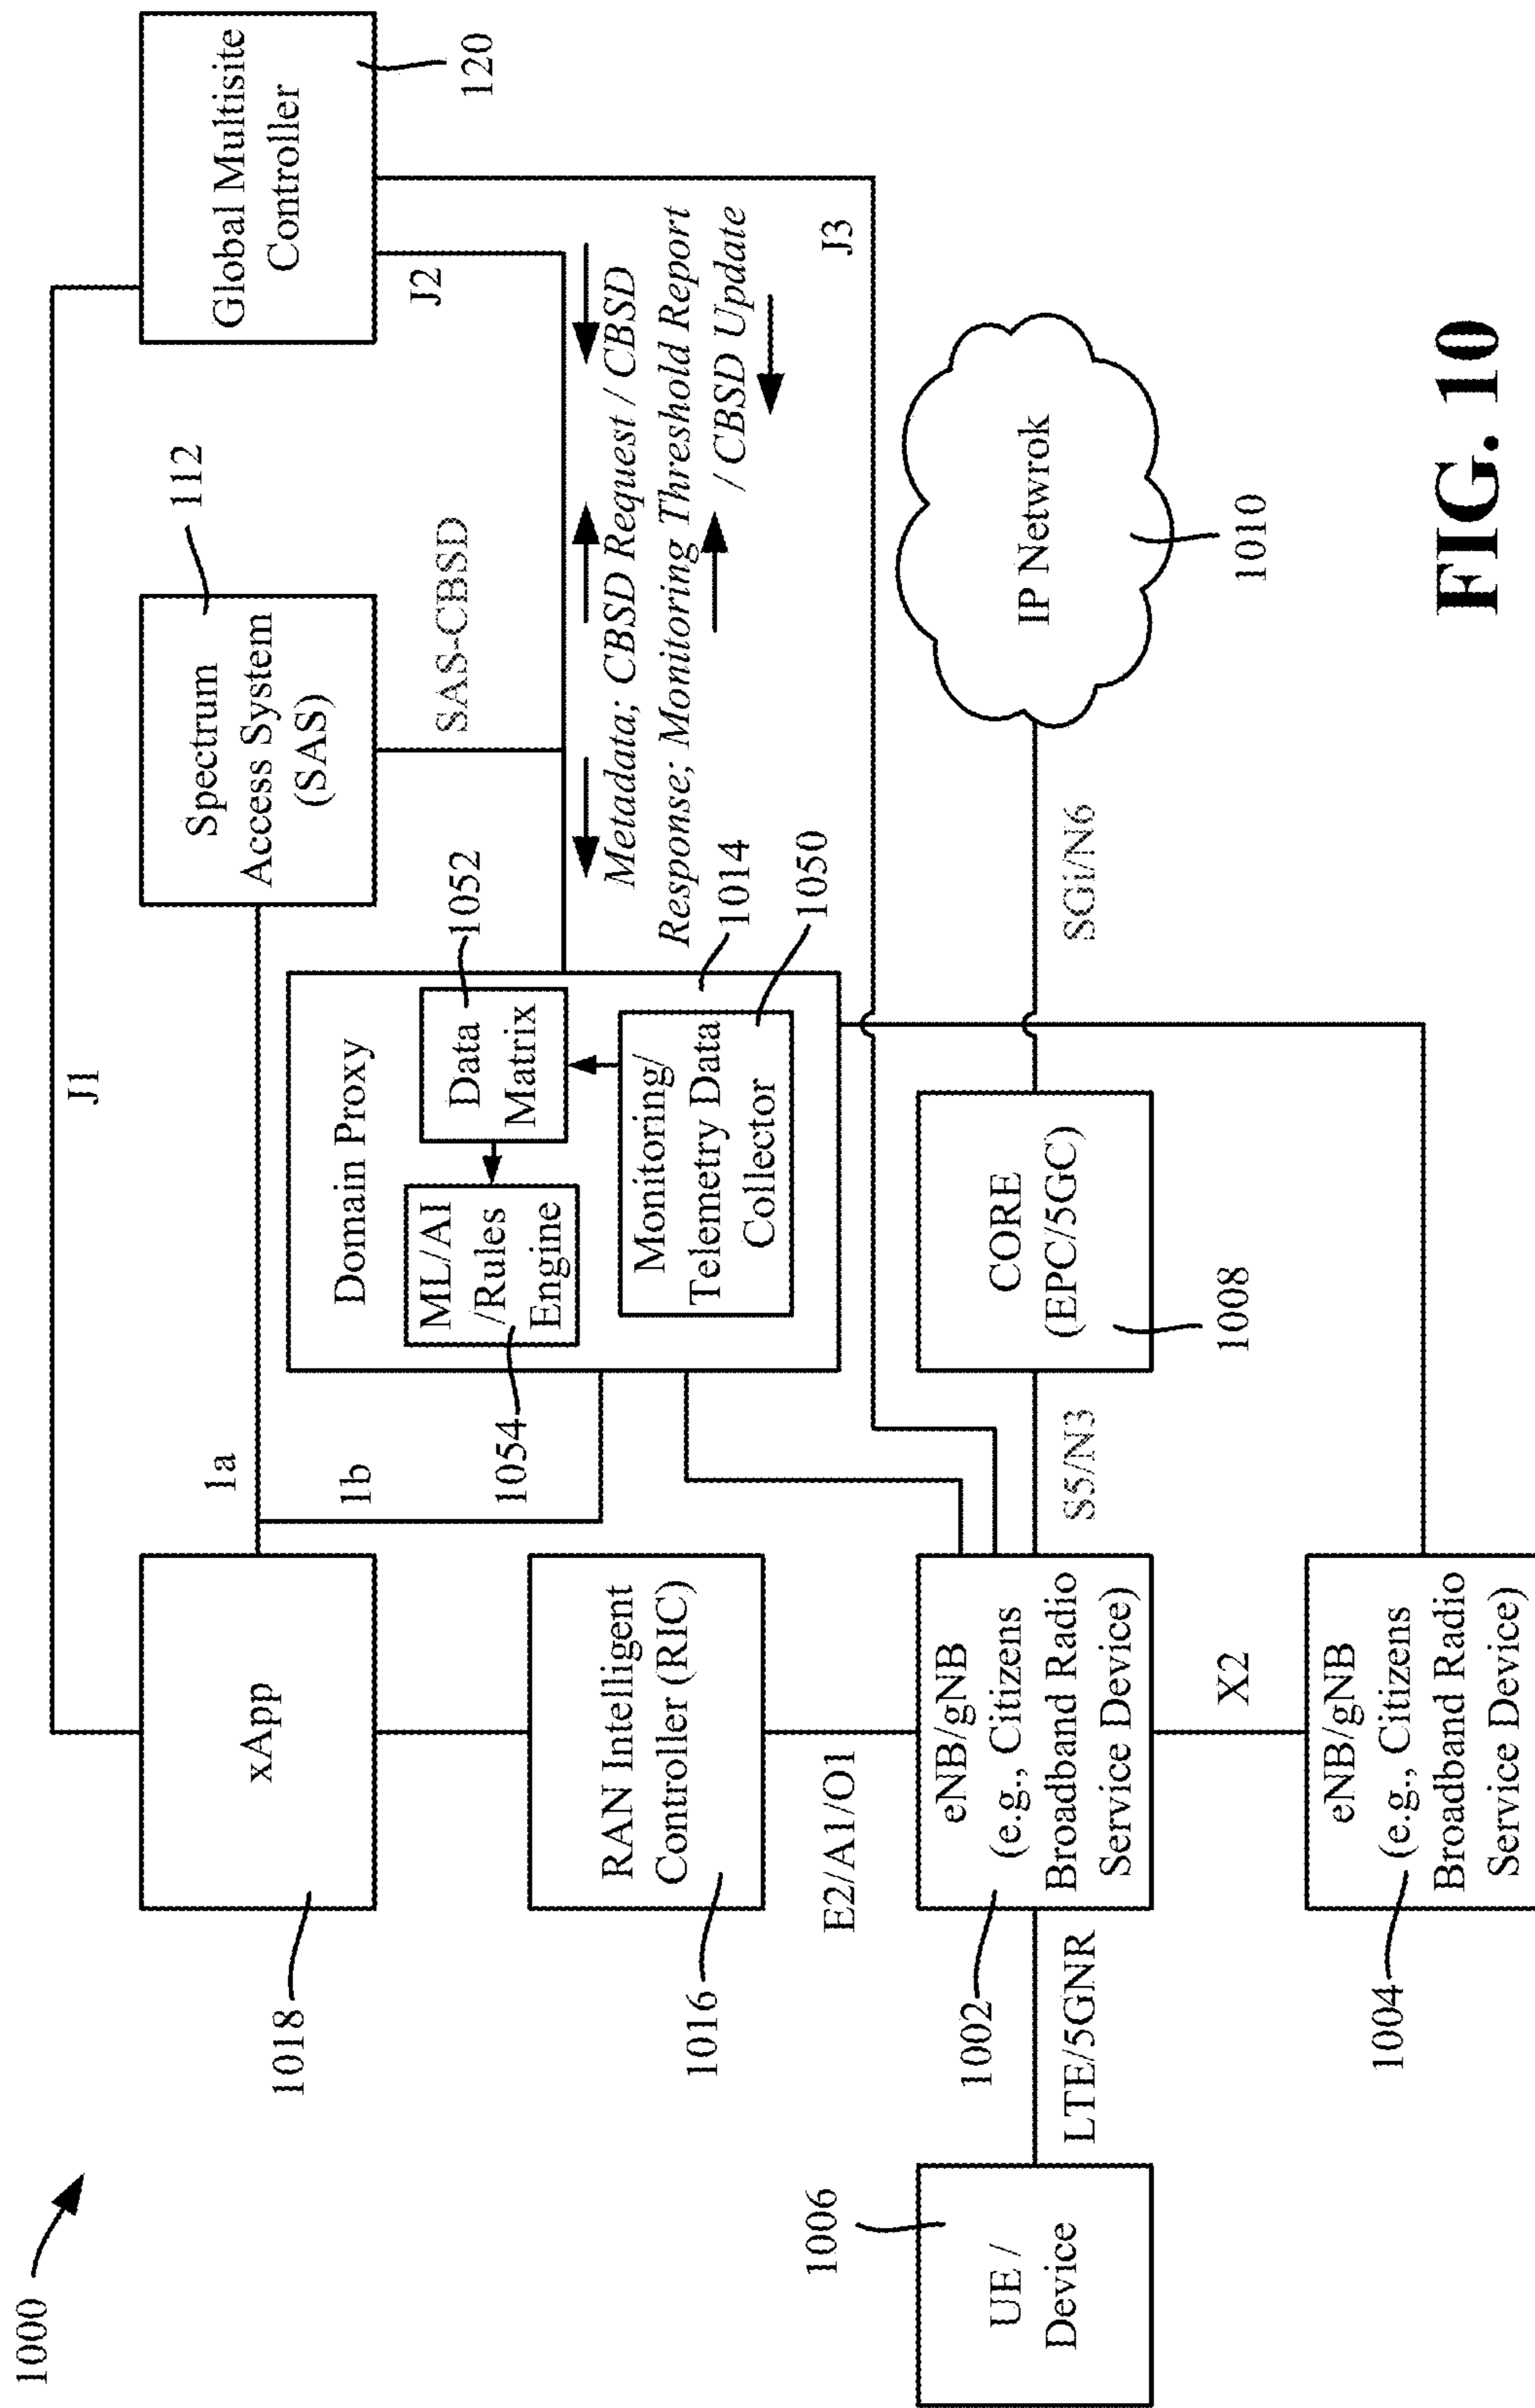 1000
J1
1018
xApp
1a
1b
Spectrum
Access System
(SAS)
112
Global Multisite
Controller
120
SAS-CBSD
J2
Domain Proxy
ML/AI
/Rules
Engine
1054
Data
Matrix
1052
Monitoring/
Telemetry Data
Collector
1014
1050
Metadada; CBSD Request / CBSD
Response; Monitoring Threshold Report
/ CBSD Update
J3
1016
RAN Intelligent
Controller (RIC)
E2/A1/O1
1006
UE /
Device
LTE/5GNR
1002
eNB/gNB
(e.g., Citizens
Broadband Radio
Service Device)
S5/N3
CORE
(EPC/5GC)
1008
SGi/N6
IP Netwrok
1010
X2
1004
eNB/gNB
(e.g., Citizens
Broadband Radio
Service Device)
FIG. 10